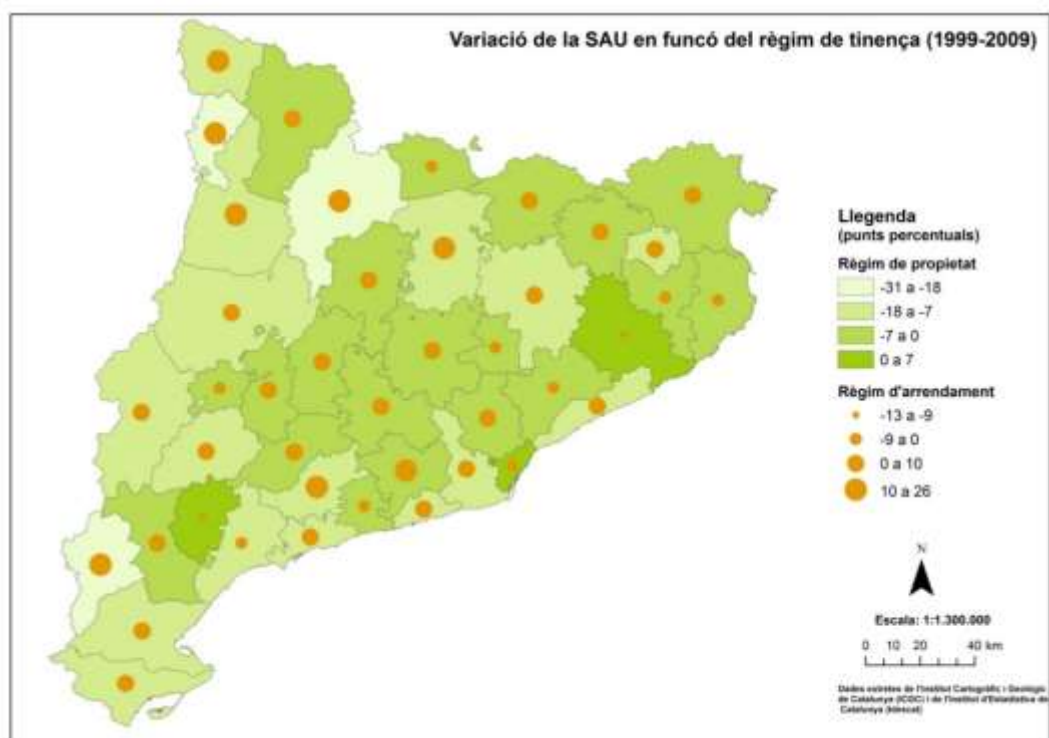 Variació de la SAU en funcó del règim de tinença (1999-2009)
Llegenda
(punts percentuals)
Règim de propietat
-31 a -18
-18 a -7
-7 a 0
0 a 7
Règim d'arrendament
-13 a -9
-9 a 0
0 a 10
10 a 26
N
Escala: 1:1.300.000
0 10 20 40 km
Dades extretes de l'Institut Cartogràfic i Geològic
de Catalunya (ICGC) i de l'Institut d'Estadística de
Catalunya (Idescat)